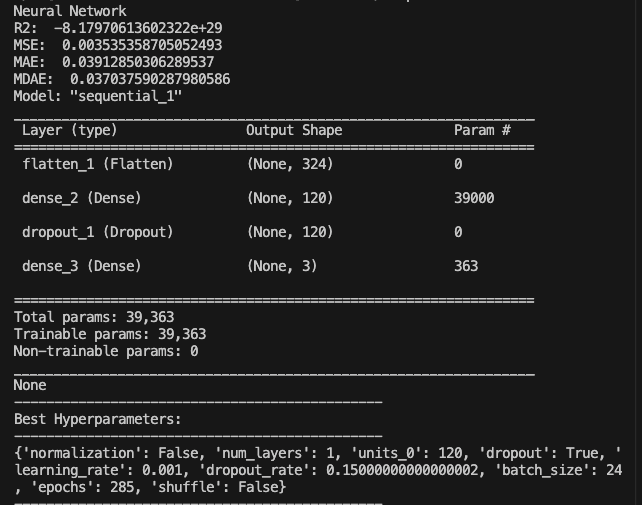 Neural Network
R2:  -8.17970613602322e+29
MSE:  0.003535358705052493
MAE:  0.03912850306289537
MDAE:  0.037037590287980586
Model: "sequential_1"
_________________________________________________________________
Layer (type)                Output Shape              Param #
=================================================================
flatten_1 (Flatten)         (None, 324)               0
dense_2 (Dense)             (None, 120)               39000
dropout_1 (Dropout)         (None, 120)               0
dense_3 (Dense)             (None, 3)                 363
=================================================================
Total params: 39,363
Trainable params: 39,363
Non-trainable params: 0
_________________________________________________________________
None
----------------------------------------------
Best Hyperparameters:
----------------------------------------------
{'normalization': False, 'num_layers': 1, 'units_0': 120, 'dropout': True, '
learning_rate': 0.001, 'dropout_rate': 0.15000000000000002, 'batch_size': 24
, 'epochs': 285, 'shuffle': False}
----------------------------------------------